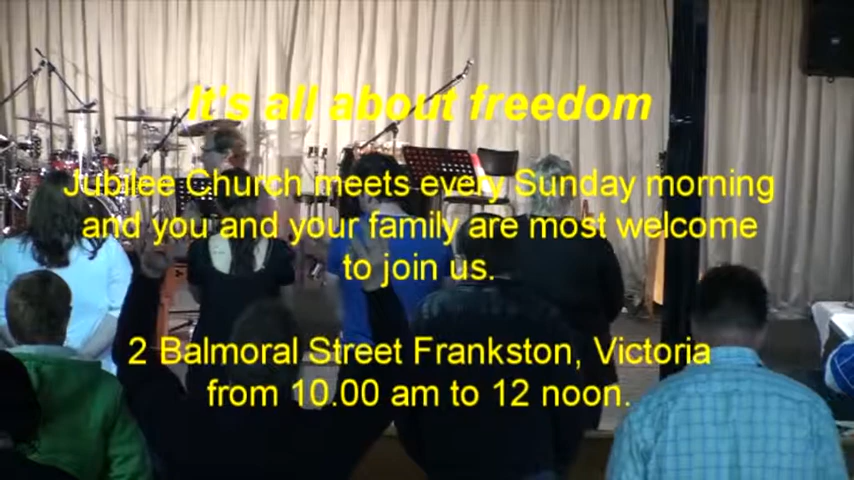 It's all about freedom
Jubilee Church meets every Sunday morning
and you and your family are most welcome
to join us.
2 Balmoral Street Frankston, Victoria
from 10.00 am to 12 noon.